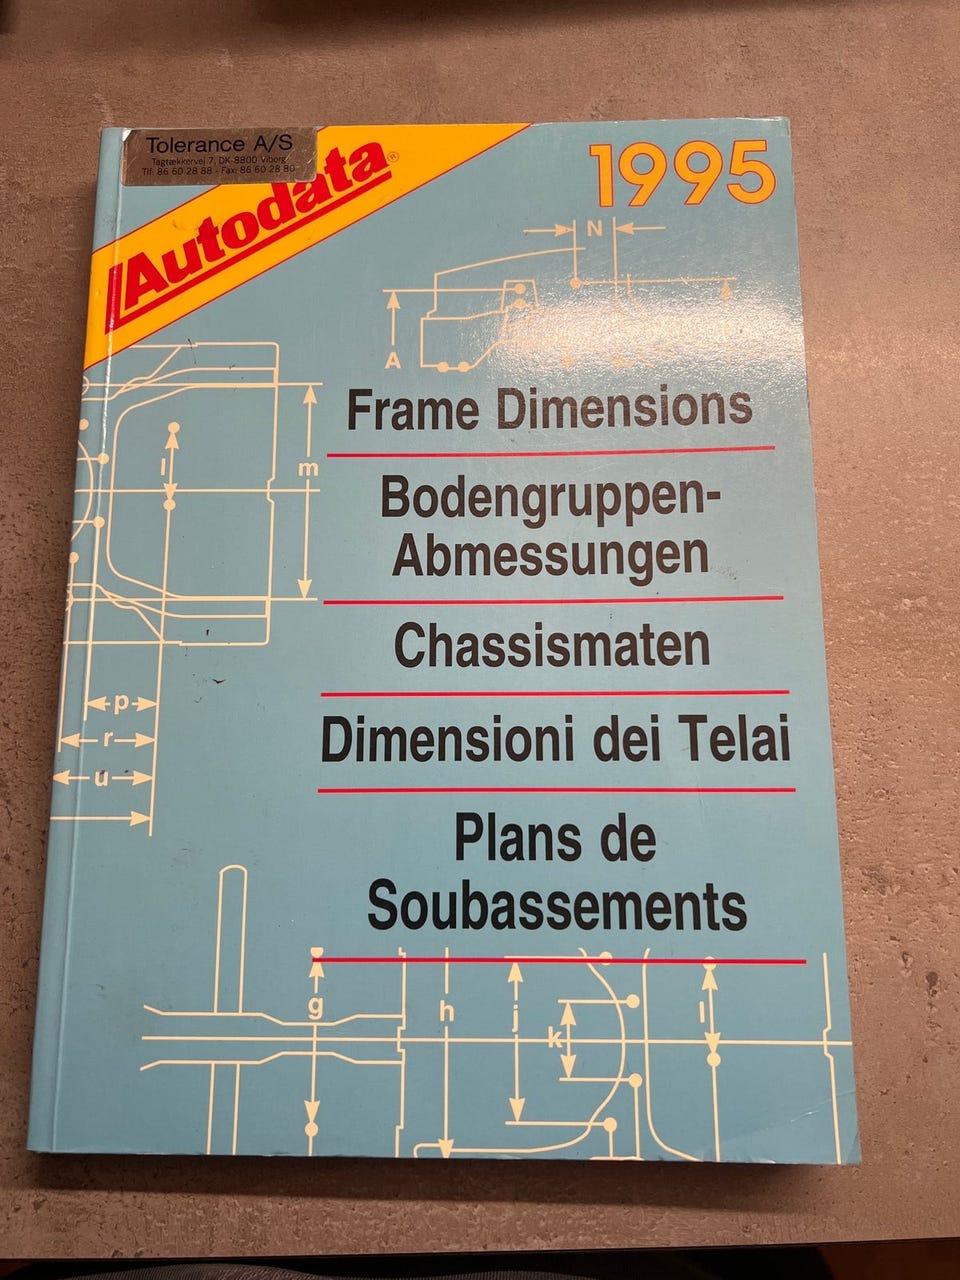 Tolerance A/S
Tagtækkervej 7, DK-8800 Viborg
Tlf. 86 60 28 88 - Fax: 86 60 28 80
Autodata®
1995
N
A
Frame Dimensions
m
l
Bodengruppen-
Abmessungen
Chassismaten
p
r
u
Dimensioni dei Telai
Plans de
Soubassements
g
h
j
k
l